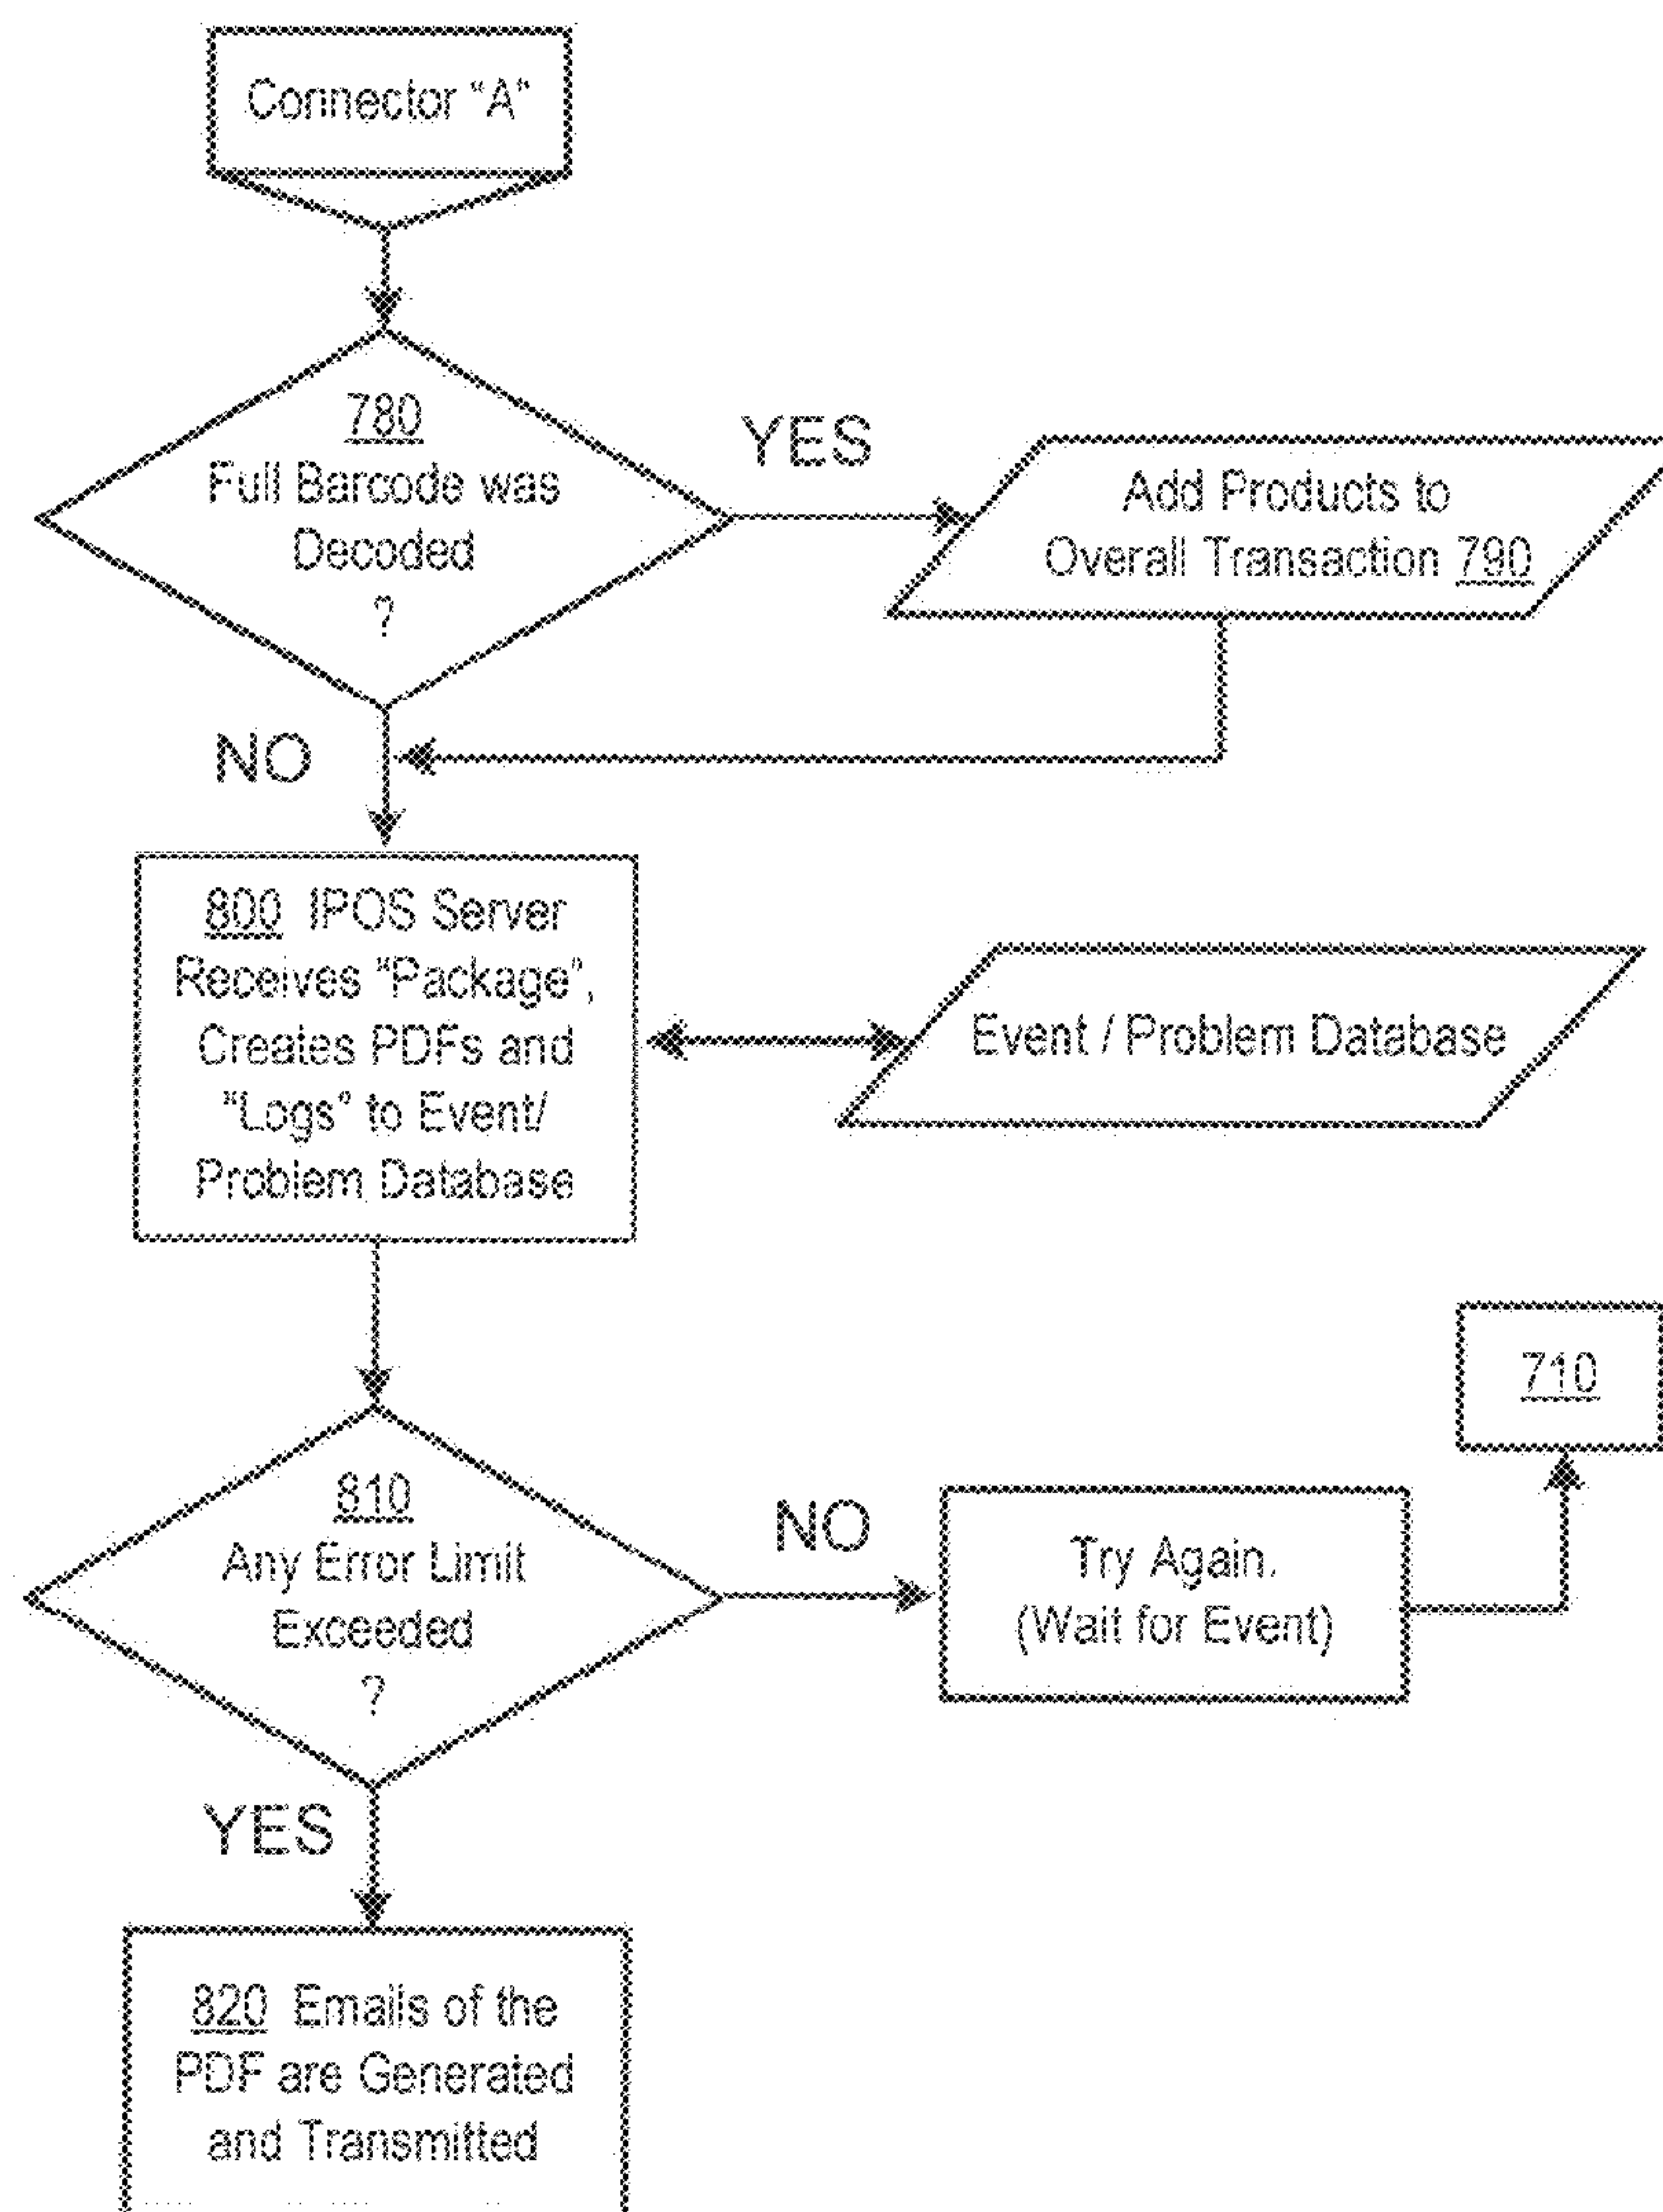 Connector "A"
780
Full Barcode was
Decoded
?
YES
Add Products to
Overall Transaction 790
NO
800 IPOS Server
Receives "Package",
Creates PDFs and
"Logs" to Event/
Problem Database
Event / Problem Database
710
810
Any Error Limit
Exceeded
?
NO
Try Again.
(Wait for Event)
YES
820 Emails of the
PDF are Generated
and Transmitted